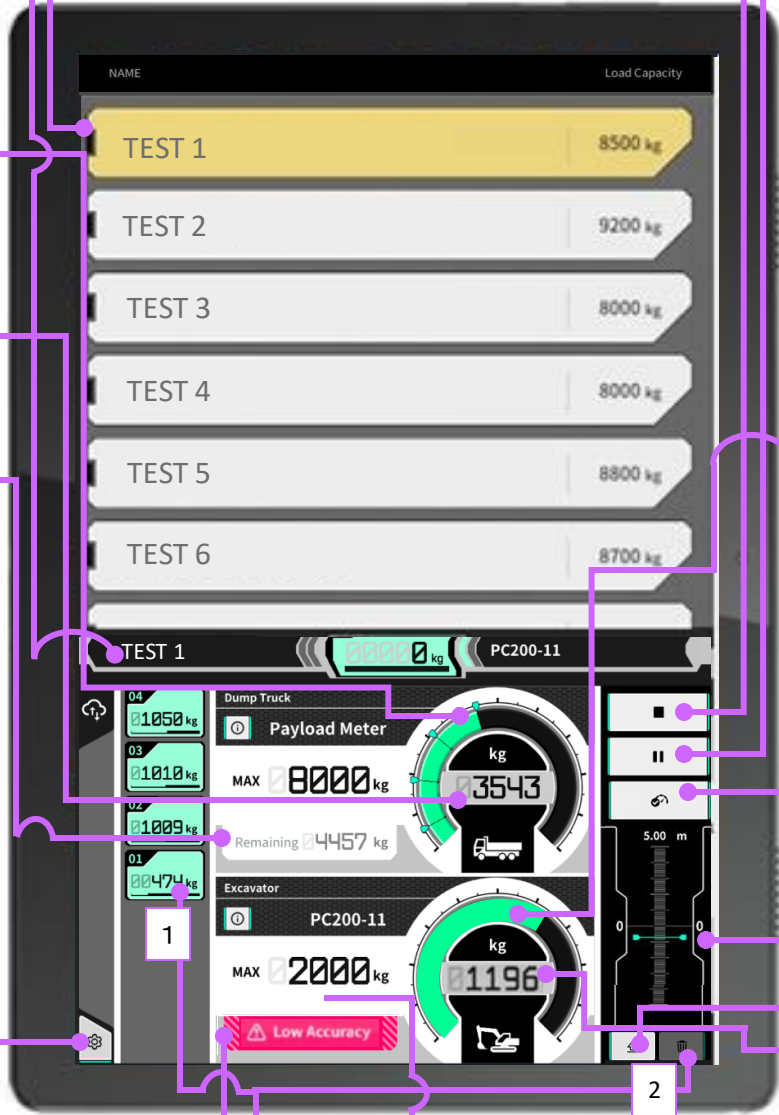 NAME Load Capacity
TEST 1 8500 kg
TEST 2 9200 kg
TEST 3 8000 kg
TEST 4 8000 kg
TEST 5 8800 kg
TEST 6 8700 kg
TEST 1 00000 kg PC200-11
04
01050 kg
03
01010 kg
02
01009 kg
01
00474 kg
1
Dump Truck
Payload Meter
MAX 08000 kg
Remaining 04457 kg
kg
03543
Excavator
PC200-11
MAX 02000 kg
Low Accuracy
kg
01196
5.00 m
0 0
2